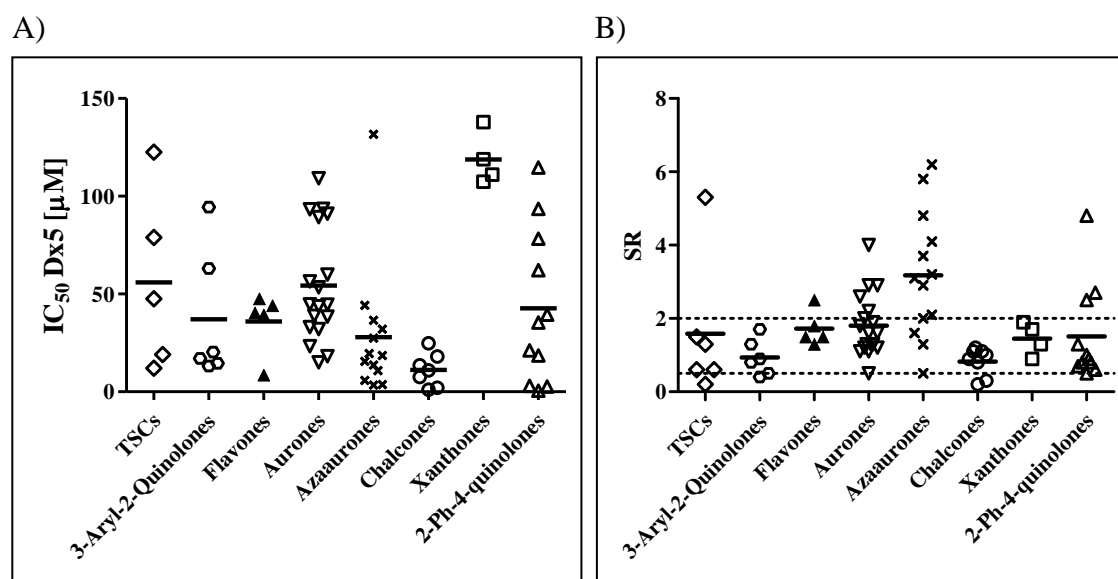 A)
IC50 Dx5 [µM]
150
100
50
0
TSCs
3-Aryl-2-Quinolones
Flavones
Aurones
Azaaurones
Chalcones
Xanthones
2-Ph-4-quinolones
B)
SR
8
6
4
2
0
TSCs
3-Aryl-2-Quinolones
Flavones
Aurones
Azaaurones
Chalcones
Xanthones
2-Ph-4-quinolones